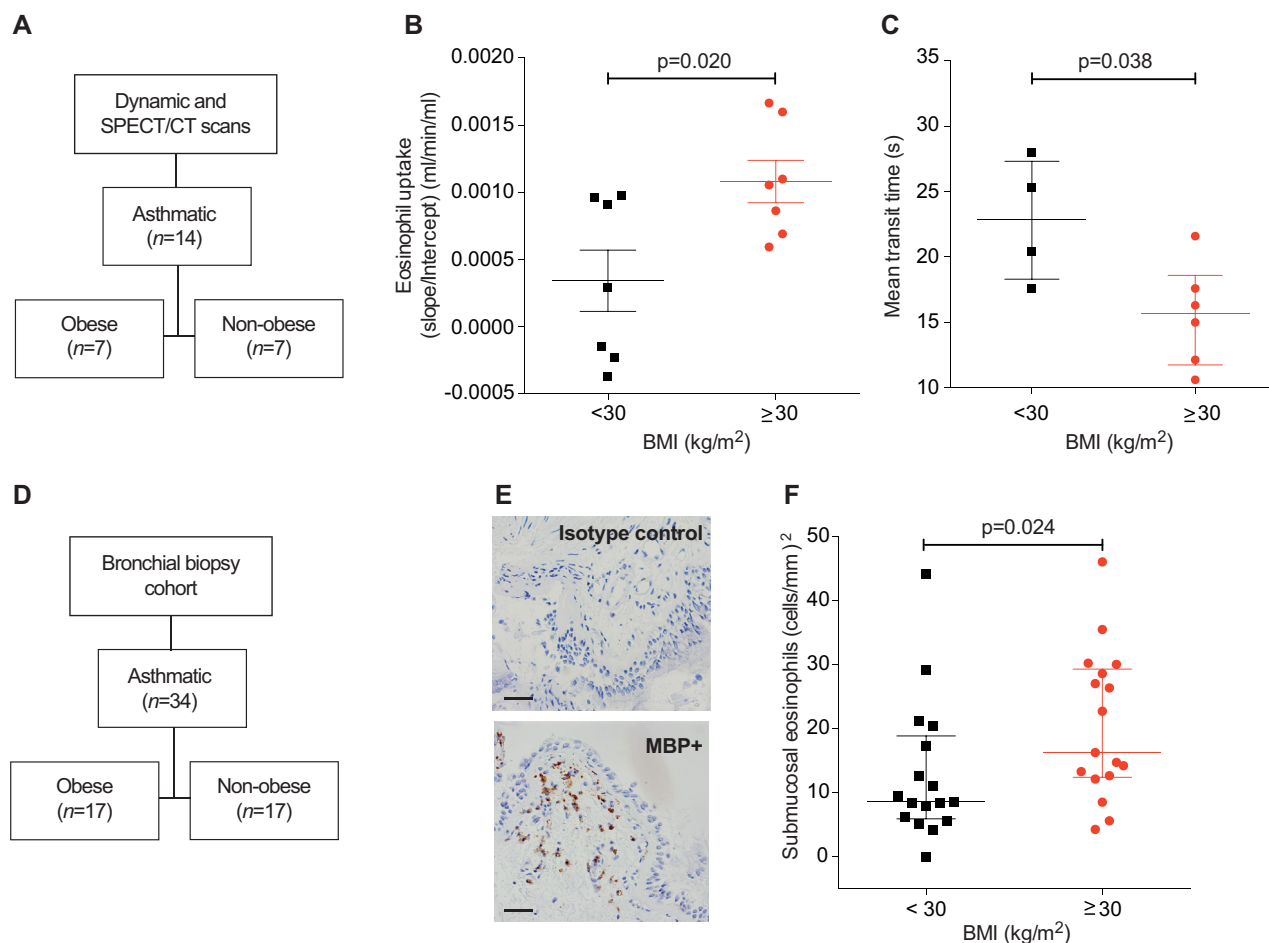 A
Dynamic and
SPECT/CT scans
Asthmatic
(n=14)
Obese
(n=7)
Non-obese
(n=7)
B
p=0.020
0.0020
0.0015
0.0010
0.0005
0.0000
-0.0005
Eosinophil uptake
(slope/Intercept) (ml/min/ml)
<30
≥30
BMI (kg/m²)
C
p=0.038
35
30
25
20
15
10
Mean transit time (s)
<30
≥30
BMI (kg/m²)
D
Bronchial biopsy
cohort
Asthmatic
(n=34)
Obese
(n=17)
Non-obese
(n=17)
E
Isotype control
MBP+
F
p=0.024
50
40
30
20
10
0
Submucosal eosinophils (cells/mm)²
< 30
≥ 30
BMI (kg/m²)